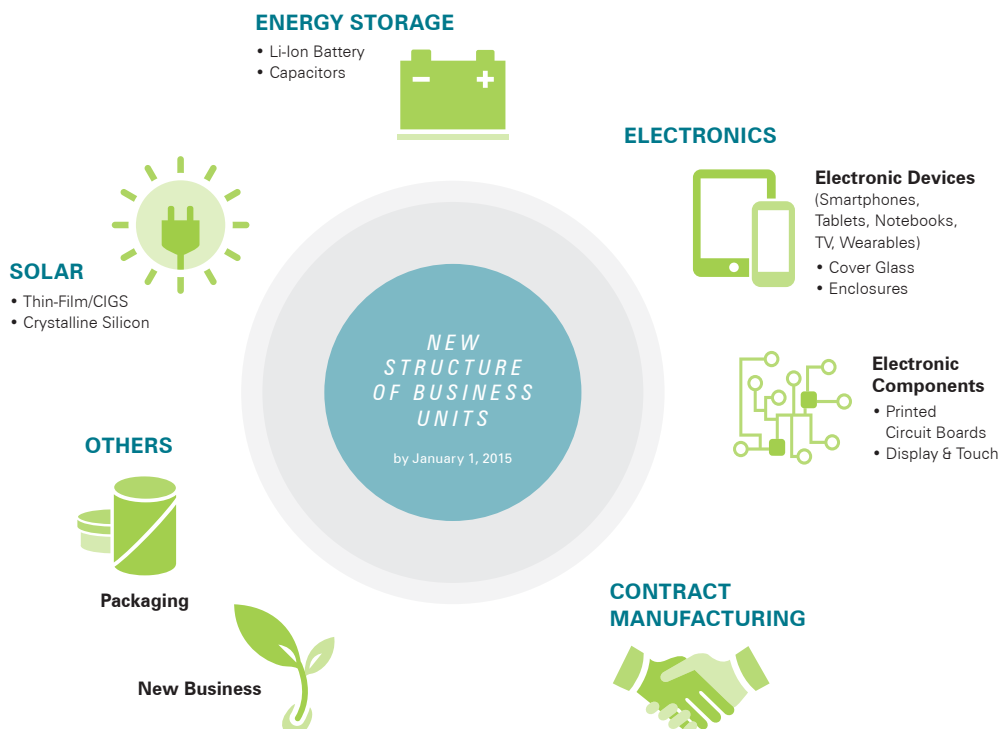 ENERGY STORAGE
• Li-Ion Battery
• Capacitors
ELECTRONICS
Electronic Devices
(Smartphones,
Tablets, Notebooks,
TV, Wearables)
• Cover Glass
• Enclosures
Electronic
Components
• Printed
Circuit Boards
• Display & Touch
CONTRACT
MANUFACTURING
OTHERS
Packaging
New Business
SOLAR
• Thin-Film/CIGS
• Crystalline Silicon
NEW
STRUCTURE
OF BUSINESS
UNITS
by January 1, 2015